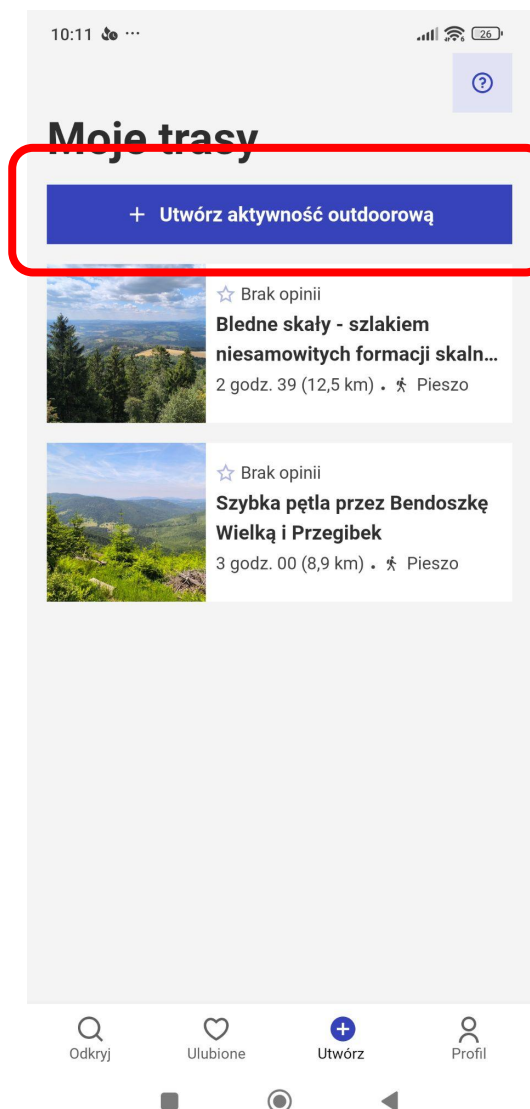 10:11
26
Moje trasy
+ Utwórz aktywność outdoorową
Brak opinii
Bledne skały - szlakiem
niesamowitych formacji skaln...
2 godz. 39 (12,5 km) . Pieszo
Brak opinii
Szybka pętla przez Bendoszkę
Wielką i Przegibek
3 godz. 00 (8,9 km) . Pieszo
Odkryj
Ulubione
Utwórz
Profil